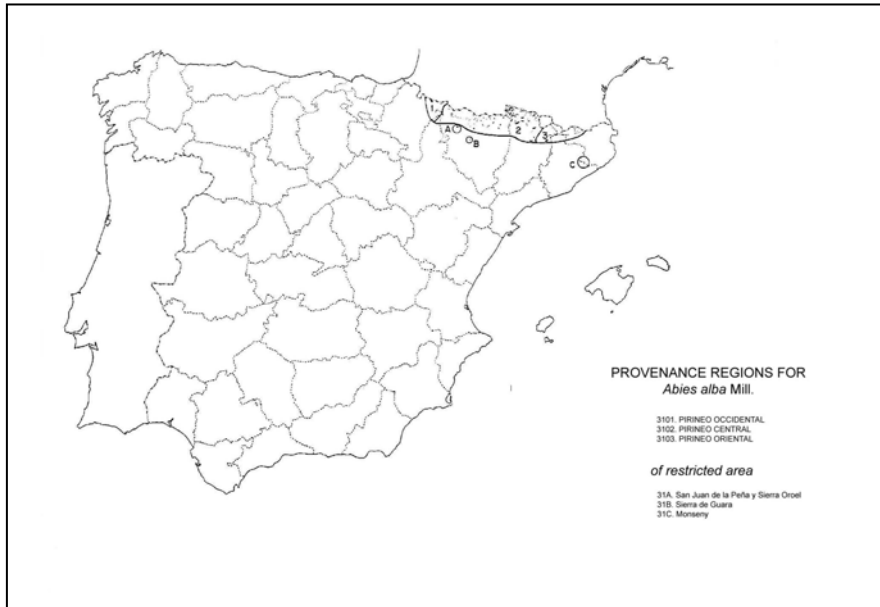 1
2
3
A
B
C
PROVENANCE REGIONS FOR
Abies alba Mill.
3101. PIRINEO OCCIDENTAL
3102. PIRINEO CENTRAL
3103. PIRINEO ORIENTAL
of restricted area
31A. San Juan de la Peña y Sierra Oroel
31B. Sierra de Guara
31C. Monseny